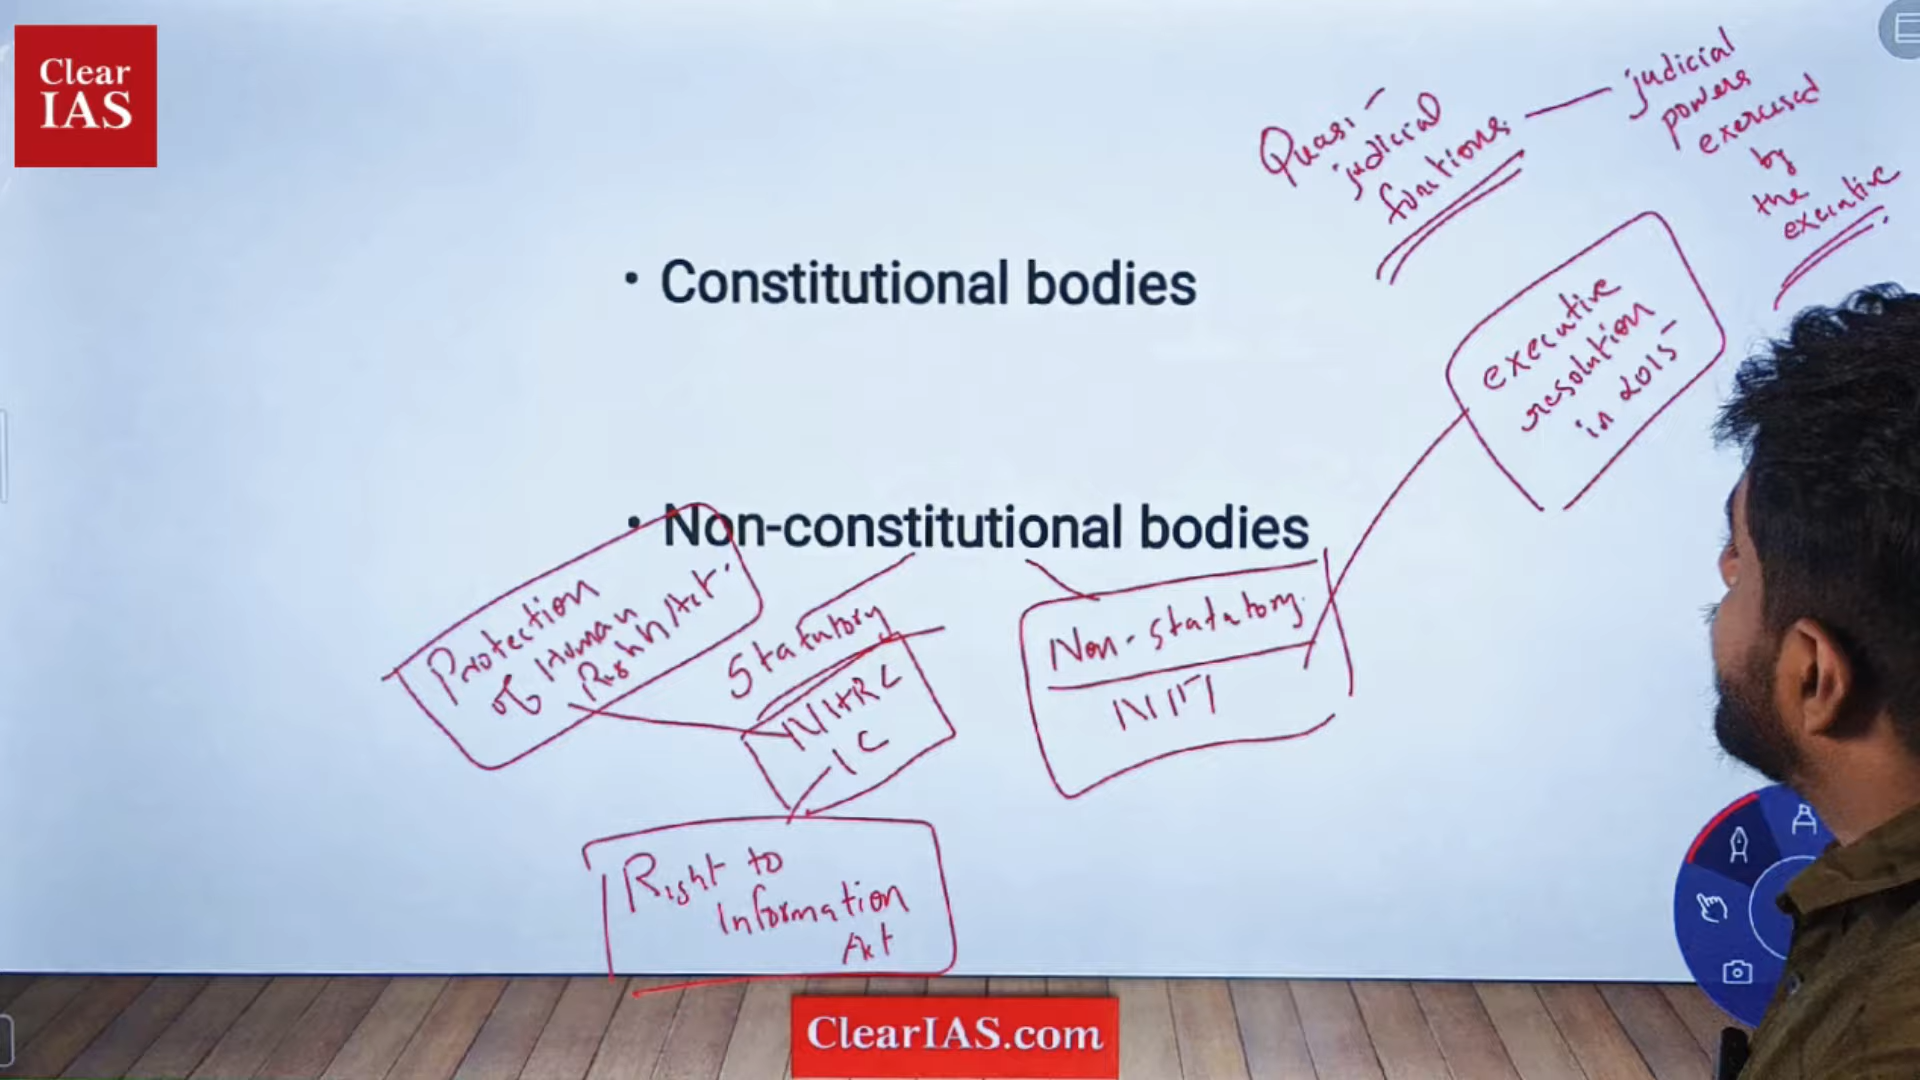 Clear
IAS
Quasi-
judicial
functions.
judicial
powers
exercised
by
the
executive
• Constitutional bodies
executive
resolution
in 2015
• Non-constitutional bodies
Protection
of Human
Rights Act.
Statutory
NHRC
IC
Non-statutory
Right to
Information
Act
ClearIAS.com